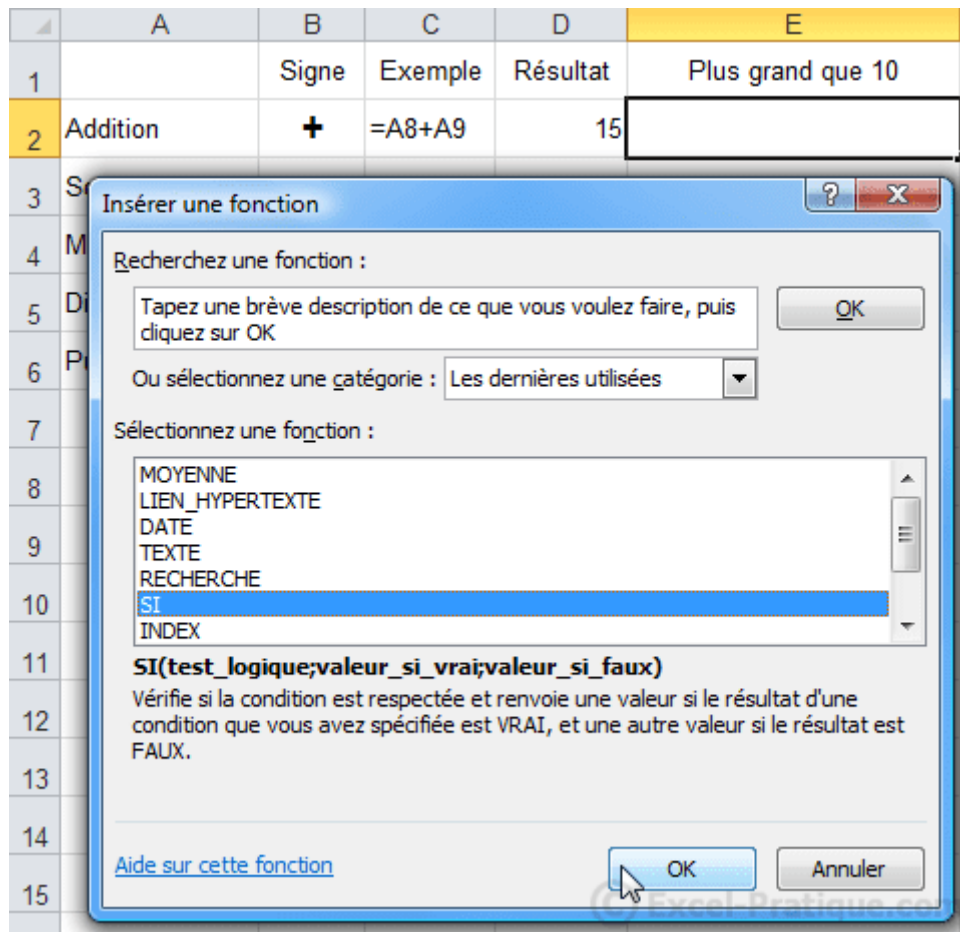 A B C D E
1 Signe Exemple Résultat Plus grand que 10
2 Addition + =A8+A9 15
3 S
Insérer une fonction ? X
4 M
Recherchez une fonction :
5 Di
Tapez une brève description de ce que vous voulez faire, puis
cliquez sur OK
OK
6 P
Ou sélectionnez une catégorie : Les dernières utilisées
7
Sélectionnez une fonction :
MOYENNE
8
LIEN_HYPERTEXTE
DATE
9
TEXTE
RECHERCHE
10
SI
INDEX
11
SI(test_logique;valeur_si_vrai;valeur_si_faux)
Vérifie si la condition est respectée et renvoie une valeur si le résultat d'une
12
condition que vous avez spécifiée est VRAI, et une autre valeur si le résultat est
FAUX.
13
14
Aide sur cette fonction OK Annuler
15
(C) Excel-Pratique.com